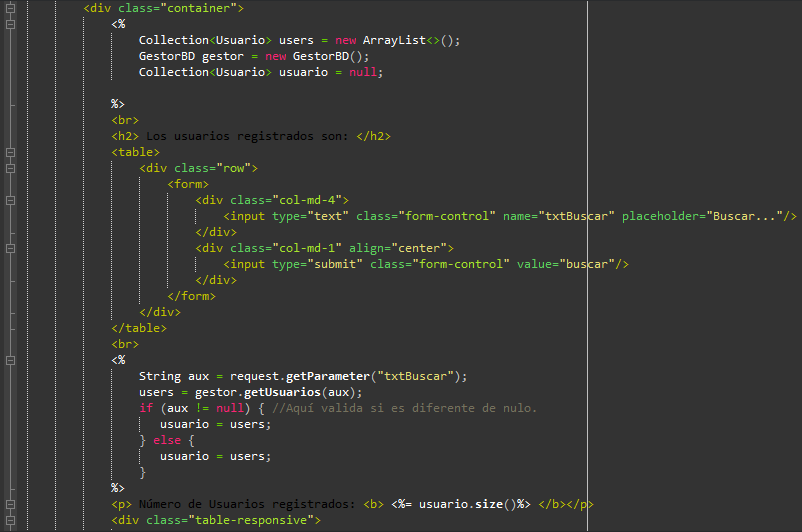 <div class="container">
<%
Collection<Usuario> users = new ArrayList<>();
GestorBD gestor = new GestorBD();
Collection<Usuario> usuario = null;
%>
<br>
<h2> Los usuarios registrados son: </h2>
<table>
<div class="row">
<form>
<div class="col-md-4">
<input type="text" class="form-control" name="txtBuscar" placeholder="Buscar..."/>
</div>
<div class="col-md-1" align="center">
<input type="submit" class="form-control" value="buscar"/>
</div>
</form>
</div>
</table>
<br>
<%
String aux = request.getParameter("txtBuscar");
users = gestor.getUsuarios(aux);
if (aux != null) { //Aquí valida si es diferente de nulo.
usuario = users;
} else {
usuario = users;
}
%>
<p> Número de Usuarios registrados: <b> <%= usuario.size()%> </b></p>
<div class="table-responsive">